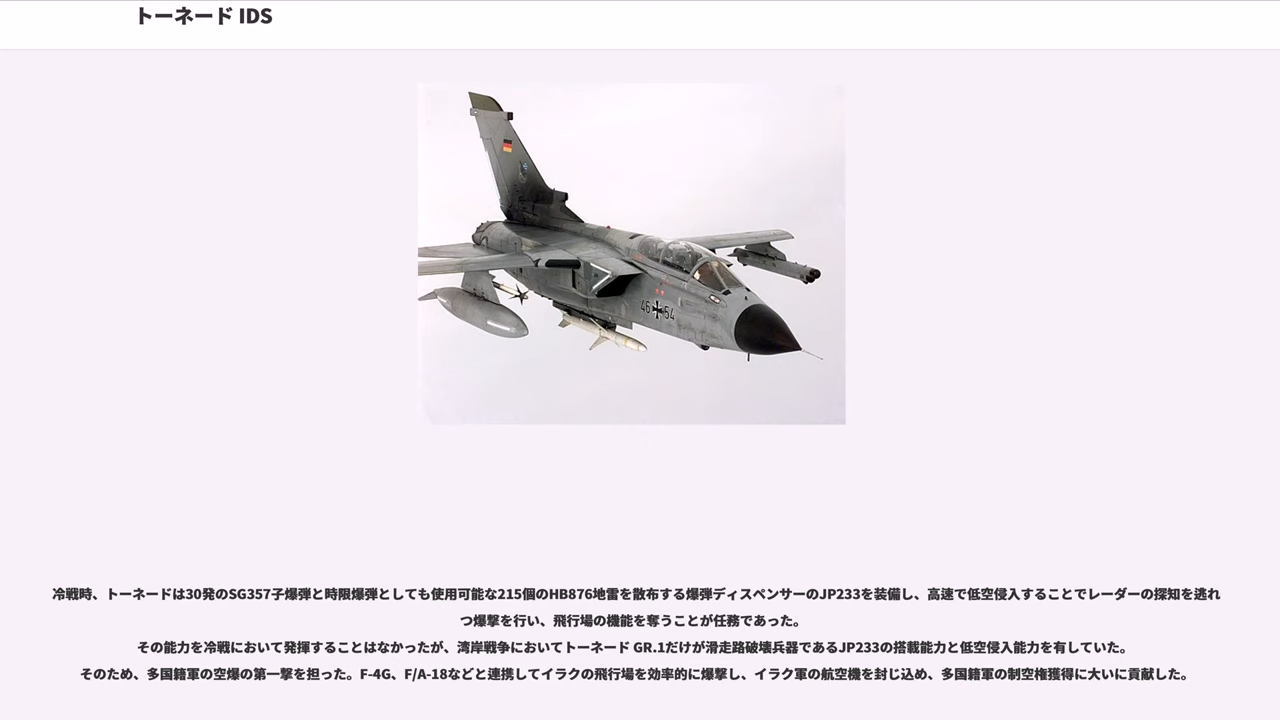 トーネード IDS
46 54
冷戦時、トーネードは30発のSG357子爆弾と時限爆弾としても使用可能な215個のHB876地雷を散布する爆弾ディスペンサーのJP233を装備し、高速で低空侵入することでレーダーの探知を逃れ
つ爆撃を行い、飛行場の機能を奪うことが任務であった。
その能力を冷戦において発揮することはなかったが、湾岸戦争においてトーネード GR.1だけが滑走路破壊兵器であるJP233の搭載能力と低空侵入能力を有していた。
そのため、多国籍軍の空爆の第一撃を担った。F-4G、F/A-18などと連携してイラクの飛行場を効率的に爆撃し、イラク軍の航空機を封じ込め、多国籍軍の制空権獲得に大いに貢献した。